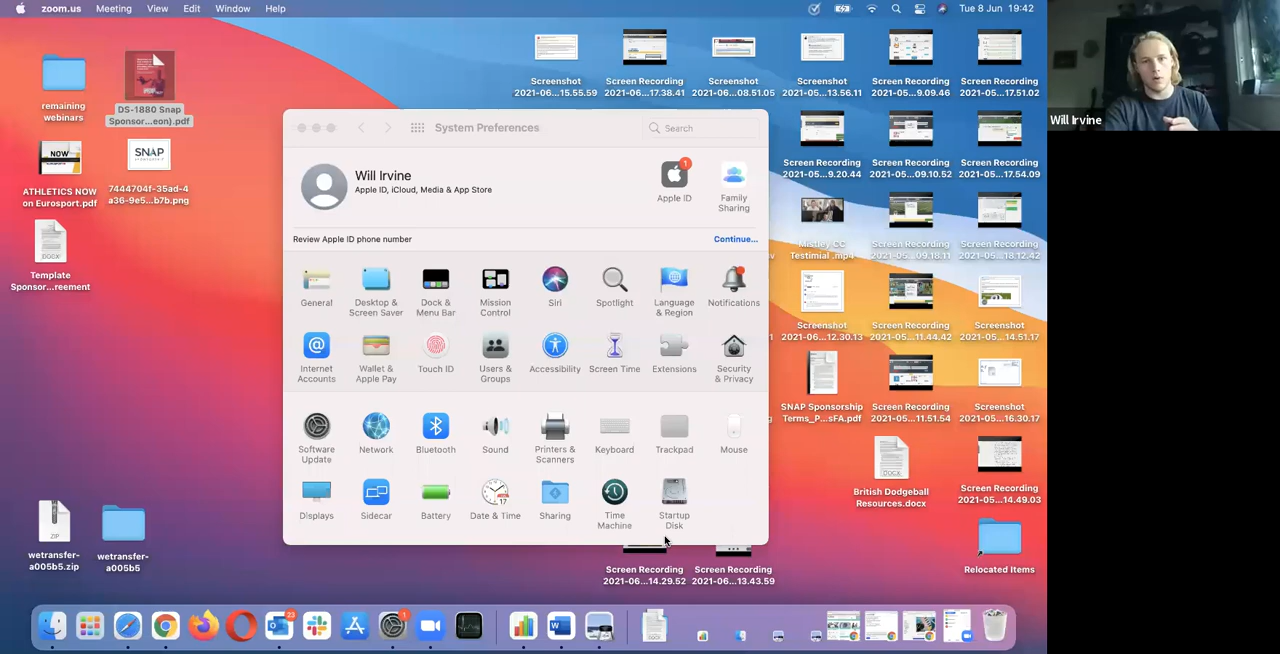 zoom.us Meeting View Edit Window Help
Tue 8 Jun 19:42
remaining
webinars
DS-1880 Snap
Sponsor...eon).pdf
ATHLETICS NOW
on Eurosport.pdf
SNAP
7444704f-35ad-4
a36-9e5...b7b.png
DOCX
Template
Sponsor...reement
ZIP
wetransfer-
a005b5.zip
wetransfer-
a005b5
Screenshot
2021-06...15.55.59
Screen Recording
2021-06...17.38.41
Screenshot
2021-06...08.51.05
Screenshot
2021-06...13.56.11
Screen Recording
2021-05...9.09.46
Screen Recording
2021-05...17.51.02
System Preferences
Search
Will Irvine
Apple ID, iCloud, Media & App Store
1
Apple ID
Family
Sharing
Review Apple ID phone number
Continue...
General
Desktop &
Screen Saver
Dock &
Menu Bar
Mission
Control
Siri
Spotlight
Language
& Region
Notifications
Internet
Accounts
Wallet &
Apple Pay
Touch ID
Users &
Groups
Accessibility
Screen Time
Extensions
Security
& Privacy
Software
Update
Network
Bluetooth
Sound
Printers &
Scanners
Keyboard
Trackpad
Mouse
Displays
Sidecar
Battery
Date & Time
Sharing
Time
Machine
Startup
Disk
Screen Recording
2021-05...9.20.44
Screen Recording
2021-05...09.10.52
Screen Recording
2021-05...17.54.09
Mistley CC
Testimial .mp4
Screen Recording
2021-05...09.18.11
Screen Recording
2021-05...18.12.42
Screenshot
2021-06...12.30.13
Screen Recording
2021-05...11.44.42
Screenshot
2021-05...14.51.17
SNAP Sponsorship
Terms_P...sFA.pdf
Screen Recording
2021-05...11.51.54
Screenshot
2021-05...16.30.17
DOCX
British Dodgeball
Resources.docx
Screen Recording
2021-05...14.49.03
Relocated Items
Screen Recording
2021-06...14.29.52
Screen Recording
2021-06...13.43.59
23
1
Will Irvine